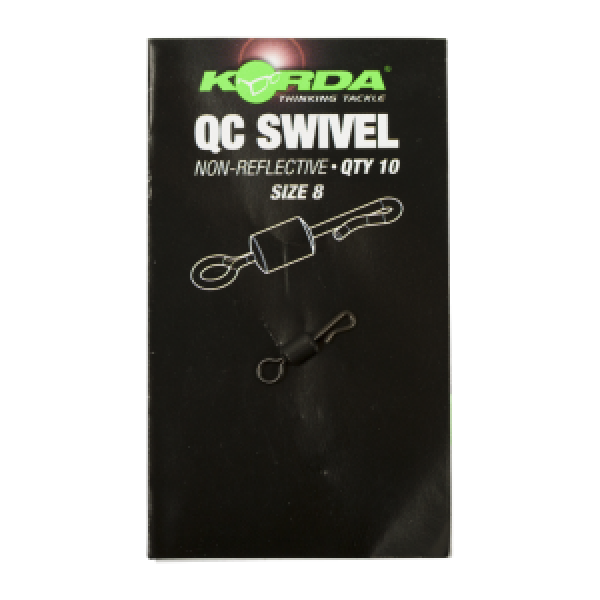 KORDA®
THINKING TACKLE
QC SWIVEL
NON-REFLECTIVE • QTY 10
SIZE 8